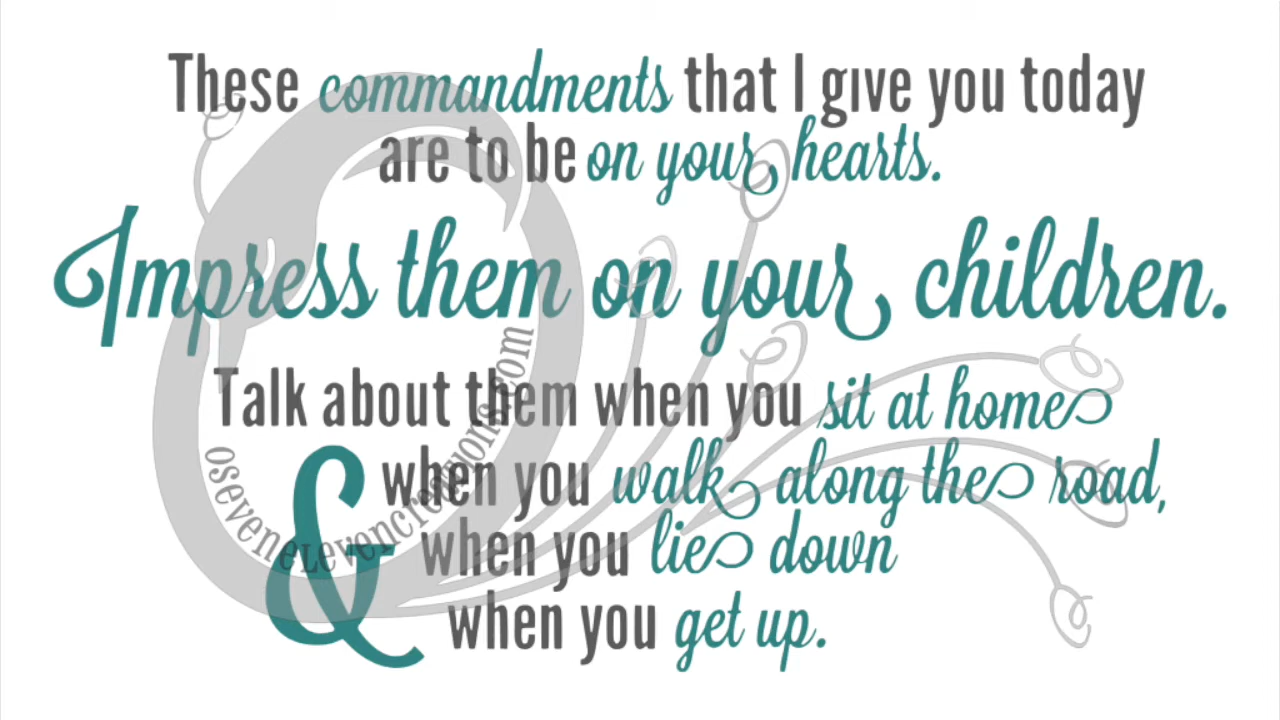 These commandments that I give you today
are to be on your hearts.
Impress them on your children.
Talk about them when you sit at home
& when you walk along the road,
when you lie down
when you get up.
osevenelevencreations.com